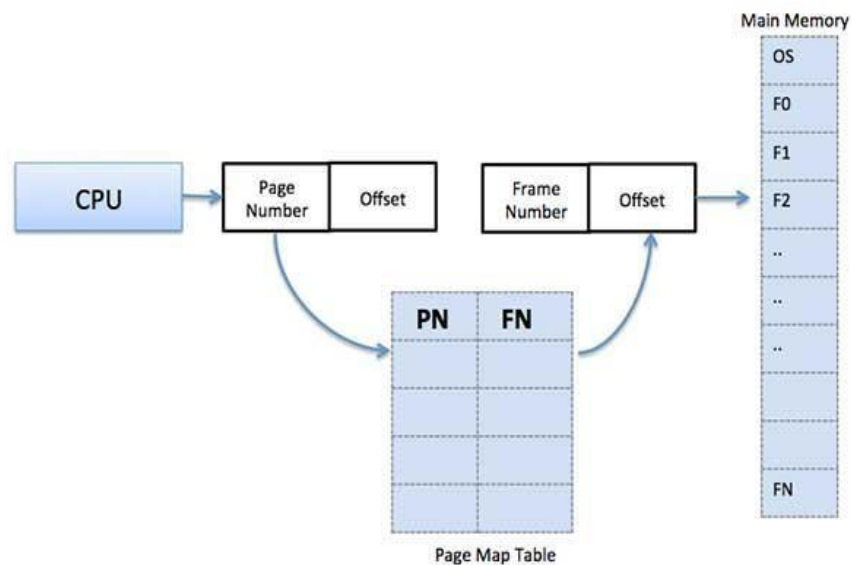 Main Memory
OS
F0
F1
F2
..
..
..
FN
CPU
Page
Number
Offset
Frame
Number
Offset
PN FN
Page Map Table